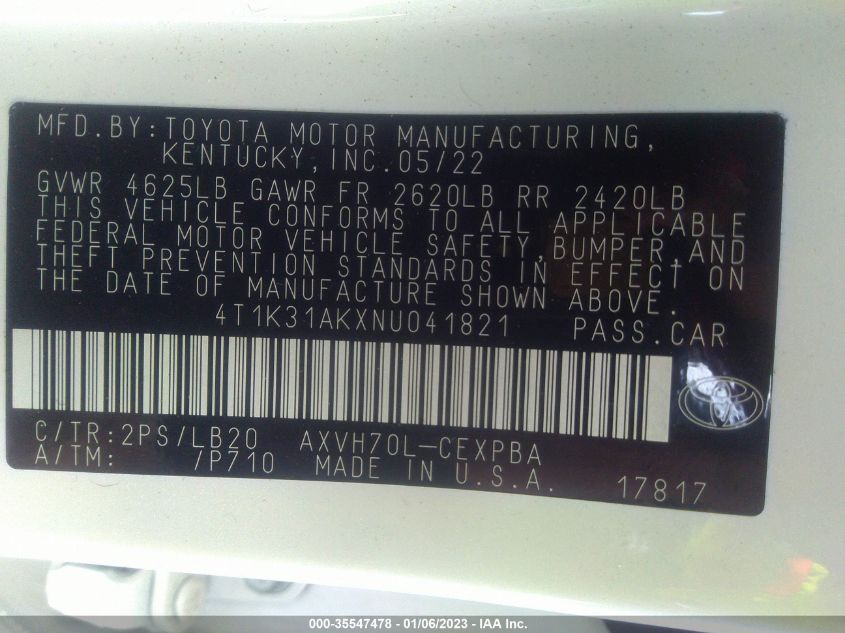 MFD.BY:TOYOTA MOTOR MANUFACTURING,
KENTUCKY,INC.05/22
GVWR 4625LB GAWR FR 2620LB RR 2420LB
THIS VEHICLE CONFORMS TO ALL APPLICABLE
FEDERAL MOTOR VEHICLE SAFETY,BUMPER,AND
THEFT PREVENTION STANDARDS IN EFFECT ON
THE DATE OF MANUFACTURE SHOWN ABOVE.
4T1K31AKXNU041821 PASS.CAR
C/TR:2PS/LB20 AXVH70L-CEXPBA
A/TM: /P710 MADE IN U.S.A. 17817
000-35547478 - 01/06/2023 - IAA Inc.